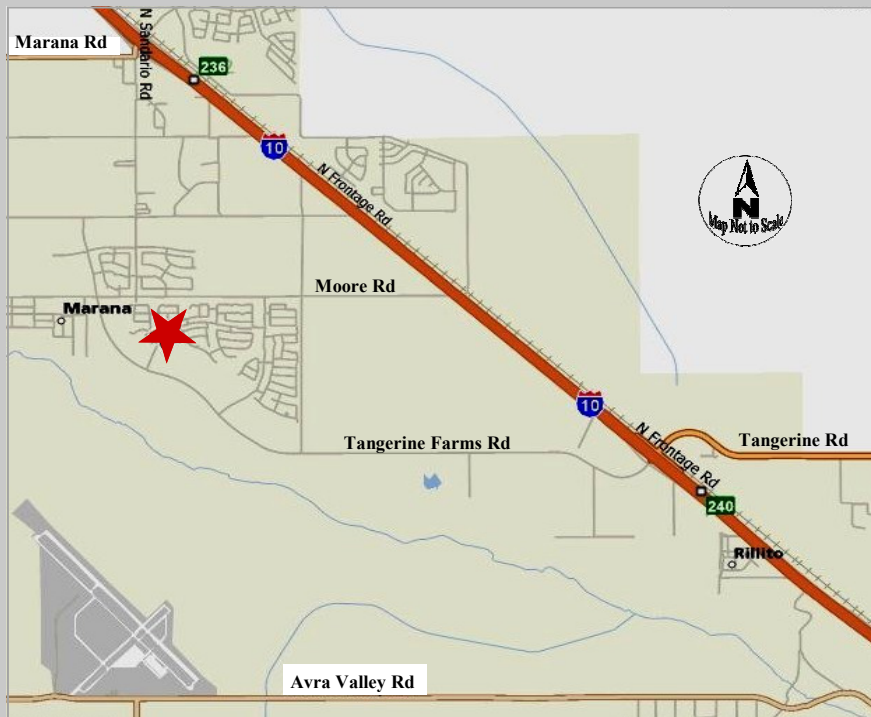 N Sandario Rd
Marana Rd
236
10
N Frontage Rd
N
Map Not to Scale
Moore Rd
Marana
10
N Frontage Rd
Tangerine Farms Rd
Tangerine Rd
240
Rillito
Avra Valley Rd